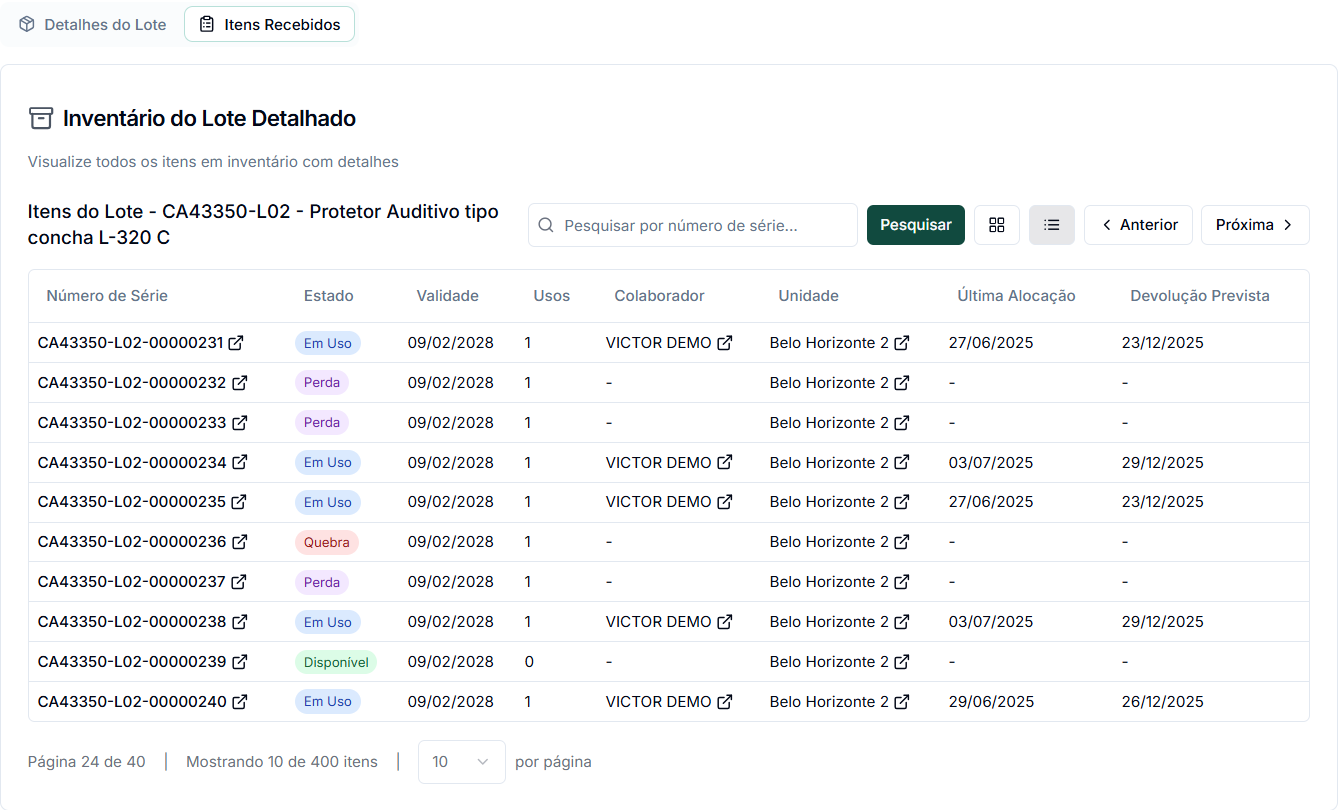 Detalhes do Lote Itens Recebidos
Inventário do Lote Detalhado
Visualize todos os itens em inventário com detalhes
Itens do Lote - CA43350-L02 - Protetor Auditivo tipo
concha L-320 C
Pesquisar por número de série... Pesquisar Anterior Próxima
Número de Série Estado Validade Usos Colaborador Unidade Última Alocação Devolução Prevista
CA43350-L02-00000231 Em Uso 09/02/2028 1 VICTOR DEMO Belo Horizonte 2 27/06/2025 23/12/2025
CA43350-L02-00000232 Perda 09/02/2028 1 - Belo Horizonte 2 - -
CA43350-L02-00000233 Perda 09/02/2028 1 - Belo Horizonte 2 - -
CA43350-L02-00000234 Em Uso 09/02/2028 1 VICTOR DEMO Belo Horizonte 2 03/07/2025 29/12/2025
CA43350-L02-00000235 Em Uso 09/02/2028 1 VICTOR DEMO Belo Horizonte 2 27/06/2025 23/12/2025
CA43350-L02-00000236 Quebra 09/02/2028 1 - Belo Horizonte 2 - -
CA43350-L02-00000237 Perda 09/02/2028 1 - Belo Horizonte 2 - -
CA43350-L02-00000238 Em Uso 09/02/2028 1 VICTOR DEMO Belo Horizonte 2 03/07/2025 29/12/2025
CA43350-L02-00000239 Disponível 09/02/2028 0 - Belo Horizonte 2 - -
CA43350-L02-00000240 Em Uso 09/02/2028 1 VICTOR DEMO Belo Horizonte 2 29/06/2025 26/12/2025
Página 24 de 40 | Mostrando 10 de 400 itens | 10 por página